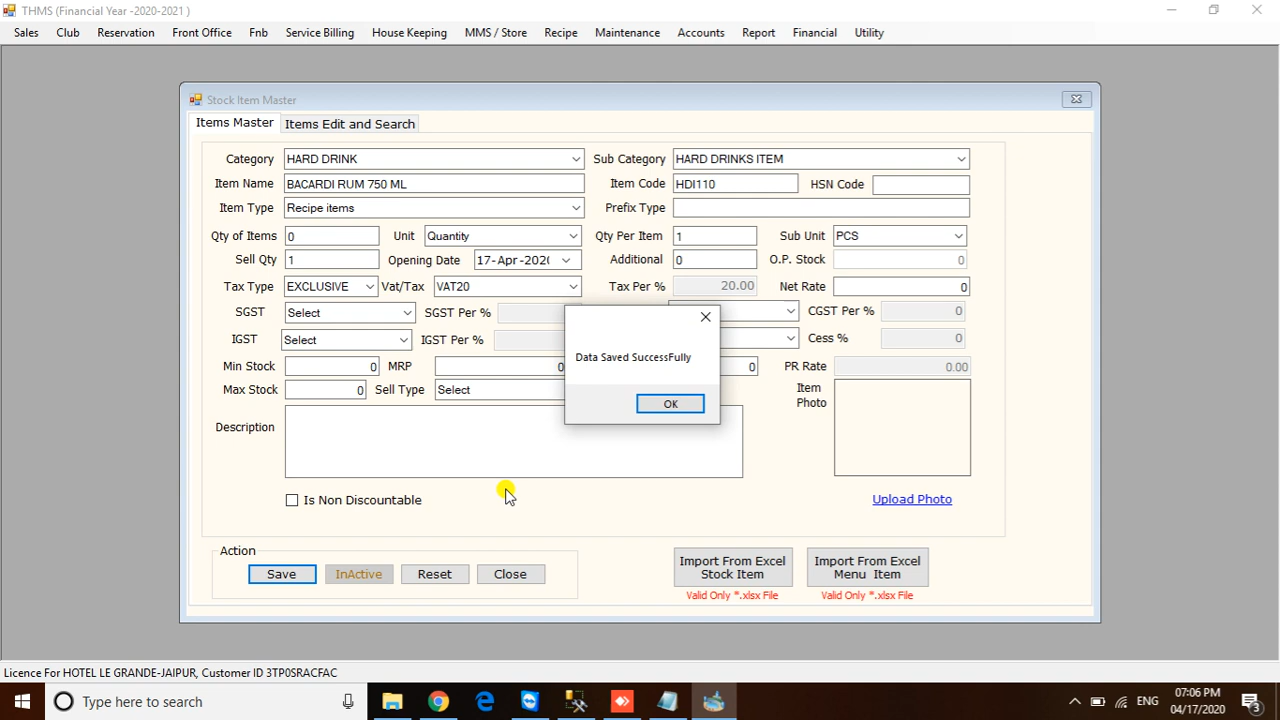 THMS (Financial Year -2020-2021 )
Sales Club Reservation Front Office Fnb Service Billing House Keeping MMS / Store Recipe Maintenance Accounts Report Financial Utility
Stock Item Master
Items Master Items Edit and Search
Category HARD DRINK Sub Category HARD DRINKS ITEM
Item Name BACARDI RUM 750 ML Item Code HDI110 HSN Code
Item Type Recipe items Prefix Type
Qty of Items 0 Unit Quantity Qty Per Item 1 Sub Unit PCS
Sell Qty 1 Opening Date 17-Apr-2020 Additional 0 O.P. Stock 0
Tax Type EXCLUSIVE Vat/Tax VAT20 Tax Per % 20.00 Net Rate 0
SGST Select SGST Per % CGST Per % 0
IGST Select IGST Per % Cess % 0
Min Stock 0 MRP 0 0 PR Rate 0.00
Max Stock 0 Sell Type Select Item Photo
Description
Data Saved SuccessFully
OK
Is Non Discountable Upload Photo
Action
Save InActive Reset Close
Import From Excel Stock Item
Import From Excel Menu Item
Valid Only *.xlsx File Valid Only *.xlsx File
Licence For HOTEL LE GRANDE-JAIPUR, Customer ID 3TP0SRACFAC
Type here to search
ENG
07:06 PM
04/17/2020
3